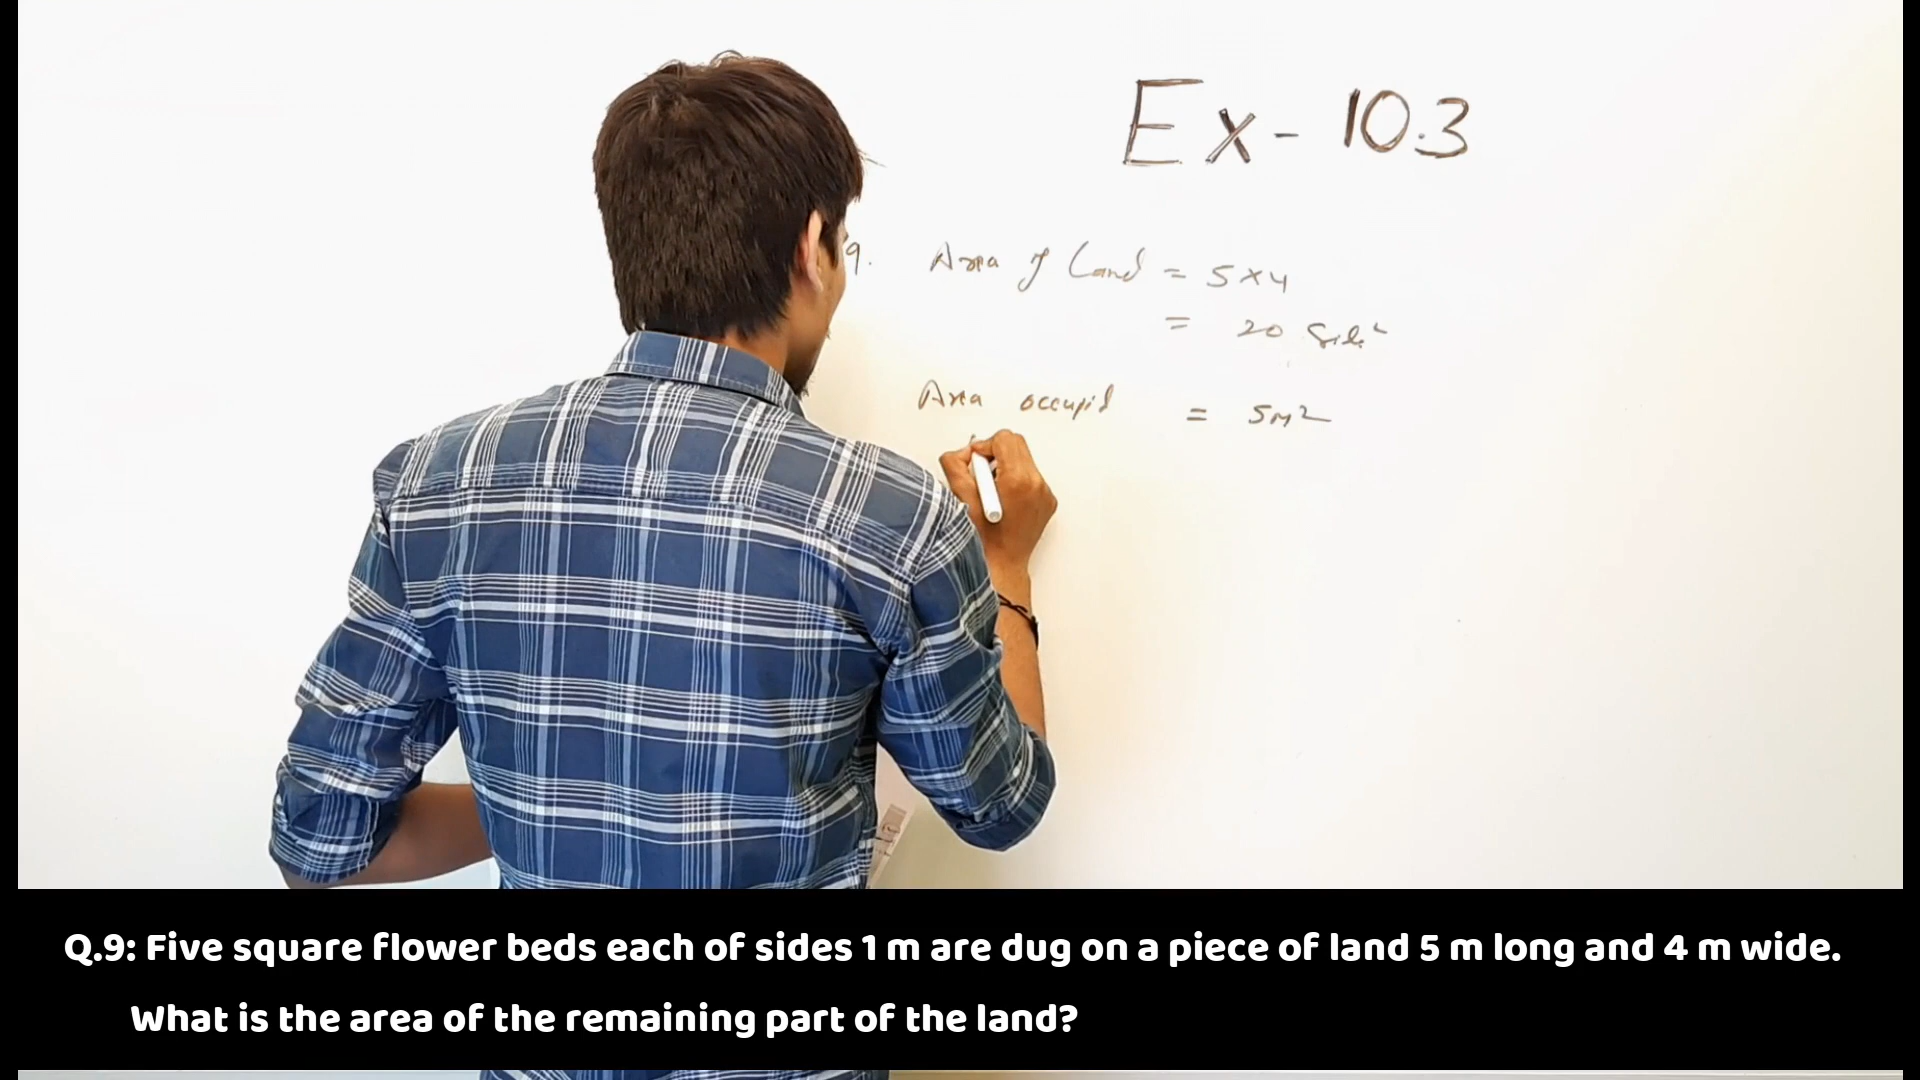 Ex - 10.3
9. Area of Land = 5 x 4
= 20
Area occupid = 5m²
Q.9: Five square flower beds each of sides 1 m are dug on a piece of land 5 m long and 4 m wide.
What is the area of the remaining part of the land?